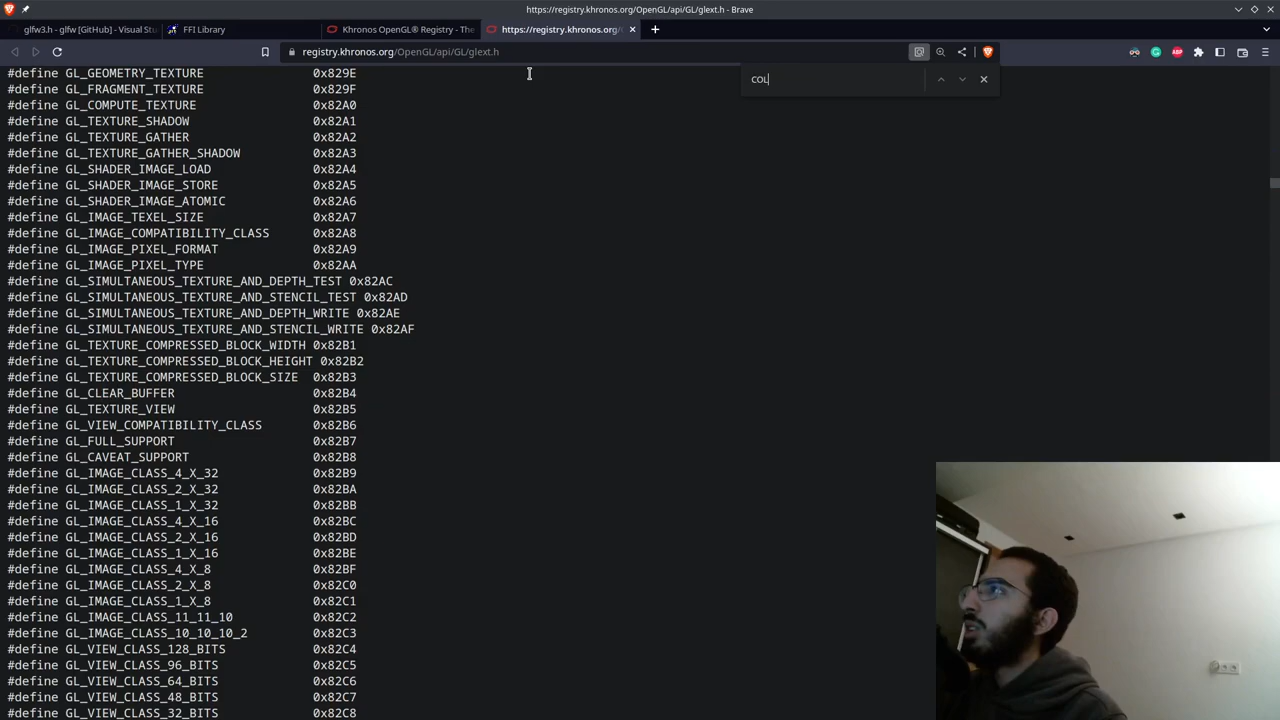 https://registry.khronos.org/OpenGL/api/GL/glext.h - Brave
glfw3.h - glfw [GitHub] - Visual Stu
FFI Library
Khronos OpenGL® Registry - The
https://registry.khronos.org/
registry.khronos.org/OpenGL/api/GL/glext.h
COL
#define GL_GEOMETRY_TEXTURE 0x829E
#define GL_FRAGMENT_TEXTURE 0x829F
#define GL_COMPUTE_TEXTURE 0x82A0
#define GL_TEXTURE_SHADOW 0x82A1
#define GL_TEXTURE_GATHER 0x82A2
#define GL_TEXTURE_GATHER_SHADOW 0x82A3
#define GL_SHADER_IMAGE_LOAD 0x82A4
#define GL_SHADER_IMAGE_STORE 0x82A5
#define GL_SHADER_IMAGE_ATOMIC 0x82A6
#define GL_IMAGE_TEXEL_SIZE 0x82A7
#define GL_IMAGE_COMPATIBILITY_CLASS 0x82A8
#define GL_IMAGE_PIXEL_FORMAT 0x82A9
#define GL_IMAGE_PIXEL_TYPE 0x82AA
#define GL_SIMULTANEOUS_TEXTURE_AND_DEPTH_TEST 0x82AC
#define GL_SIMULTANEOUS_TEXTURE_AND_STENCIL_TEST 0x82AD
#define GL_SIMULTANEOUS_TEXTURE_AND_DEPTH_WRITE 0x82AE
#define GL_SIMULTANEOUS_TEXTURE_AND_STENCIL_WRITE 0x82AF
#define GL_TEXTURE_COMPRESSED_BLOCK_WIDTH 0x82B1
#define GL_TEXTURE_COMPRESSED_BLOCK_HEIGHT 0x82B2
#define GL_TEXTURE_COMPRESSED_BLOCK_SIZE 0x82B3
#define GL_CLEAR_BUFFER 0x82B4
#define GL_TEXTURE_VIEW 0x82B5
#define GL_VIEW_COMPATIBILITY_CLASS 0x82B6
#define GL_FULL_SUPPORT 0x82B7
#define GL_CAVEAT_SUPPORT 0x82B8
#define GL_IMAGE_CLASS_4_X_32 0x82B9
#define GL_IMAGE_CLASS_2_X_32 0x82BA
#define GL_IMAGE_CLASS_1_X_32 0x82BB
#define GL_IMAGE_CLASS_4_X_16 0x82BC
#define GL_IMAGE_CLASS_2_X_16 0x82BD
#define GL_IMAGE_CLASS_1_X_16 0x82BE
#define GL_IMAGE_CLASS_4_X_8 0x82BF
#define GL_IMAGE_CLASS_2_X_8 0x82C0
#define GL_IMAGE_CLASS_1_X_8 0x82C1
#define GL_IMAGE_CLASS_11_11_10 0x82C2
#define GL_IMAGE_CLASS_10_10_10_2 0x82C3
#define GL_VIEW_CLASS_128_BITS 0x82C4
#define GL_VIEW_CLASS_96_BITS 0x82C5
#define GL_VIEW_CLASS_64_BITS 0x82C6
#define GL_VIEW_CLASS_48_BITS 0x82C7
#define GL_VIEW_CLASS_32_BITS 0x82C8